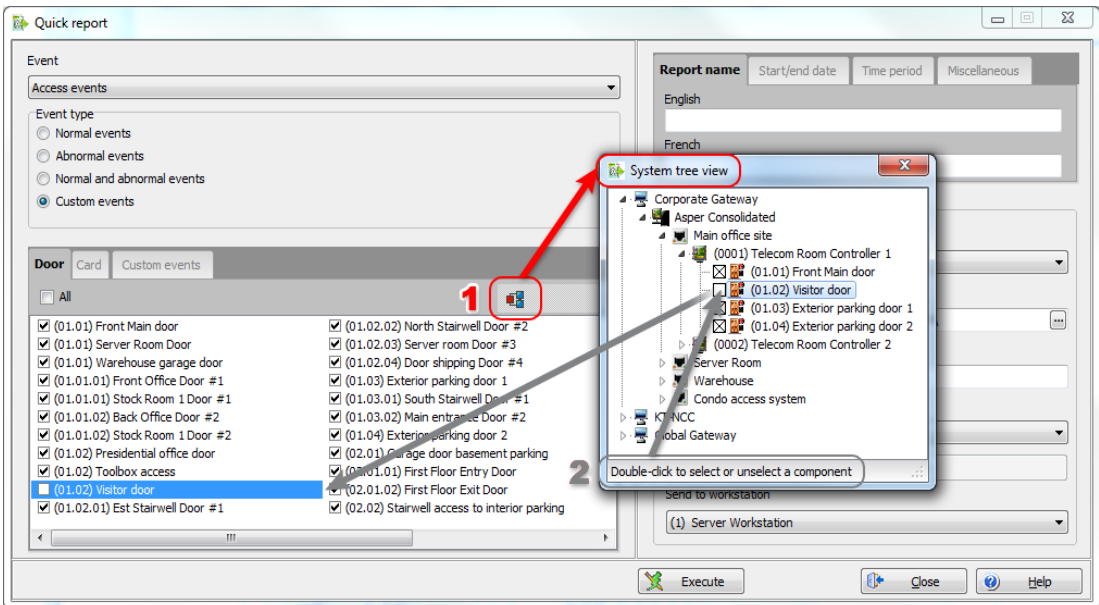 Quick report
Event
Access events
Event type
Normal events
Abnormal events
Normal and abnormal events
Custom events
Door Card Custom events
All
1
(01.01) Front Main door
(01.01) Server Room Door
(01.01) Warehouse garage door
(01.01.01) Front Office Door #1
(01.01.01) Stock Room 1 Door #1
(01.01.02) Back Office Door #2
(01.01.02) Stock Room 1 Door #2
(01.02) Presidential office door
(01.02) Toolbox access
(01.02) Visitor door
(01.02.01) Est Stairwell Door #1
(01.02.02) North Stairwell Door #2
(01.02.03) Server room Door #3
(01.02.04) Door shipping Door #4
(01.03) Exterior parking door 1
(01.03.01) South Stairwell Door #1
(01.03.02) Main entrance Door #2
(01.04) Exterior parking door 2
(02.01) Garage door basement parking
(02.01.01) First Floor Entry Door
(02.01.02) First Floor Exit Door
(02.02) Stairwell access to interior parking
Report name Start/end date Time period Miscellaneous
English
French
System tree view
Corporate Gateway
Asper Consolidated
Main office site
(0001) Telecom Room Controller 1
(01.01) Front Main door
(01.02) Visitor door
(01.03) Exterior parking door 1
(01.04) Exterior parking door 2
(0002) Telecom Room Controller 2
Server Room
Warehouse
Condo access system
KT-NCC
Global Gateway
2
Double-click to select or unselect a component
Send to workstation
(1) Server Workstation
Execute Close Help